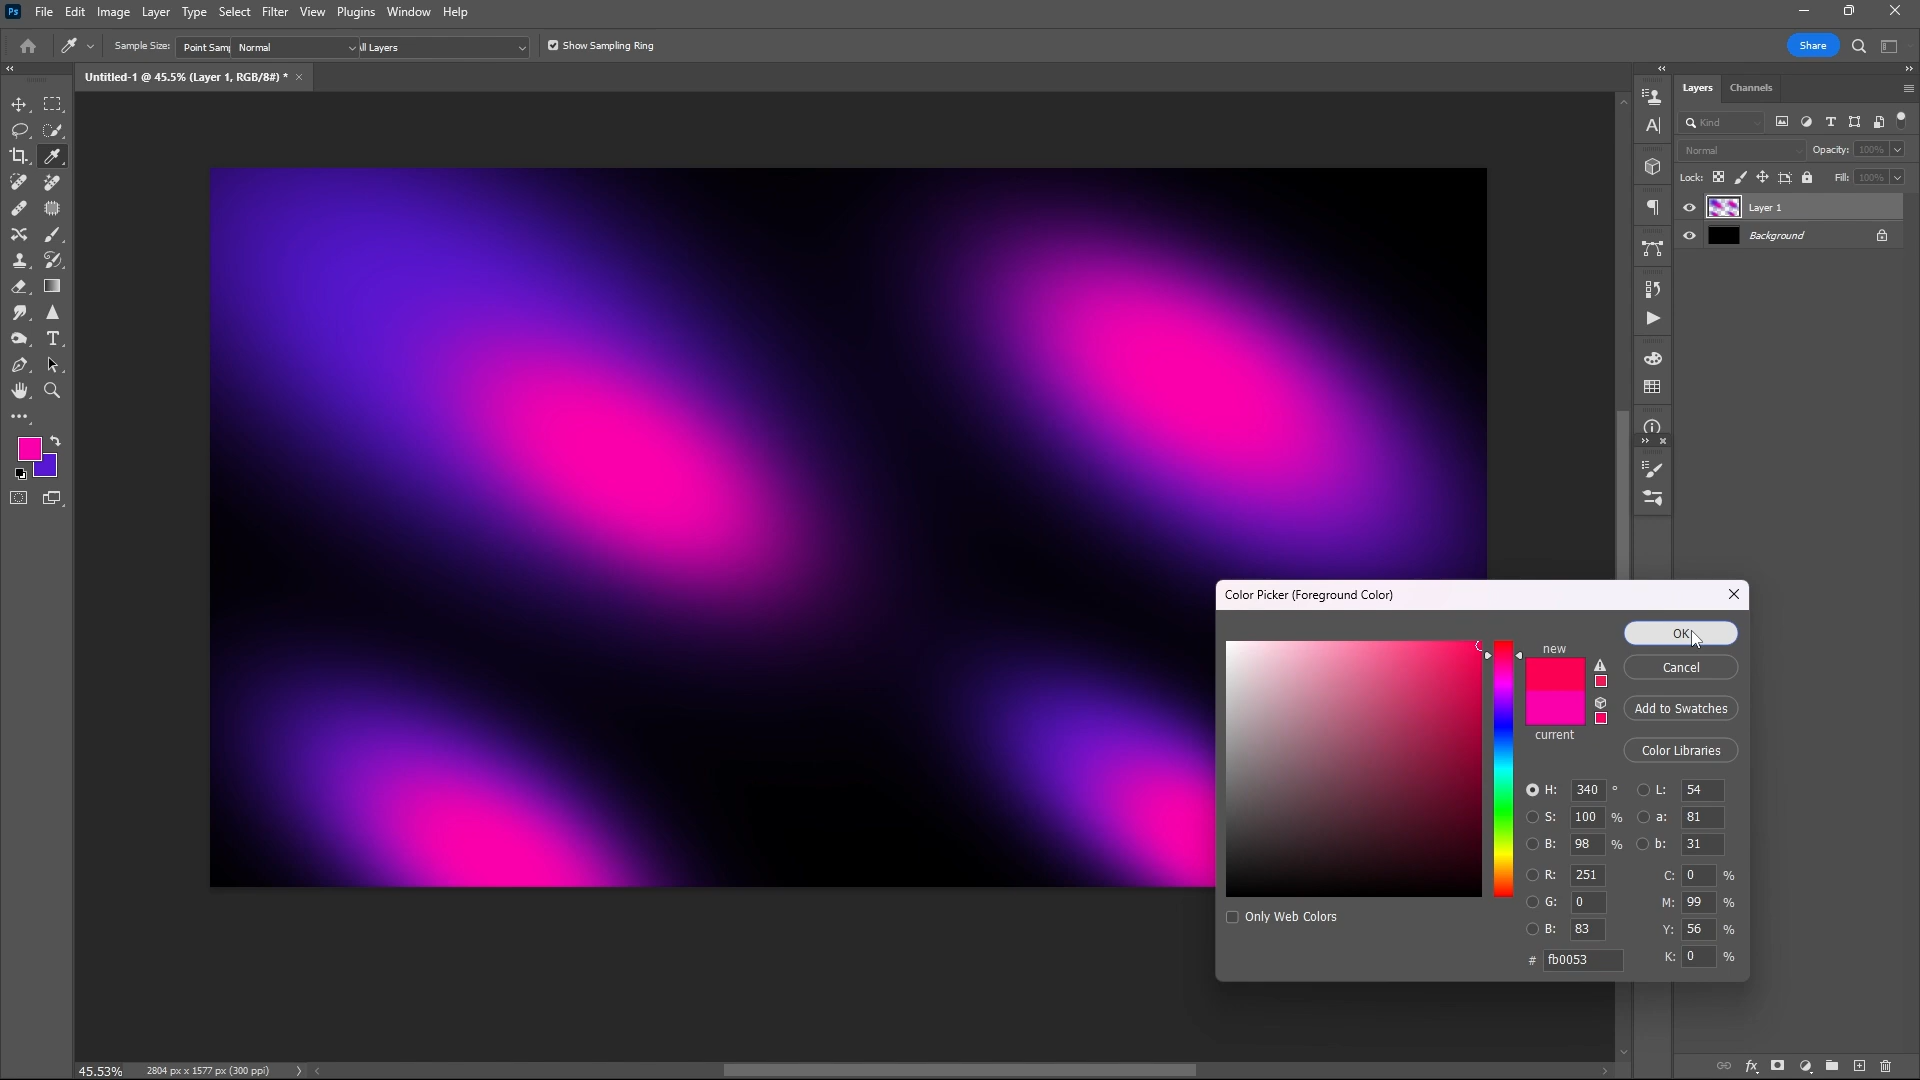 Ps File Edit Image Layer Type Select Filter View Plugins Window Help
Sample Size: Point Samp Normal ll Layers Show Sampling Ring Share
Untitled-1 @ 45.5% (Layer 1, RGB/8#) *
Layers Channels
Kind
Normal Opacity: 100%
Lock: Fill: 100%
Layer 1
Background
Color Picker (Foreground Color)
OK
new
Cancel
Add to Swatches
current
Color Libraries
H: 340 ° L: 54
S: 100 % a: 81
B: 98 % b: 31
R: 251 C: 0 %
G: 0 M: 99 %
Only Web Colors
B: 83 Y: 56 %
# fb0053 K: 0 %
45.53% 2804 px x 1577 px (300 ppi)